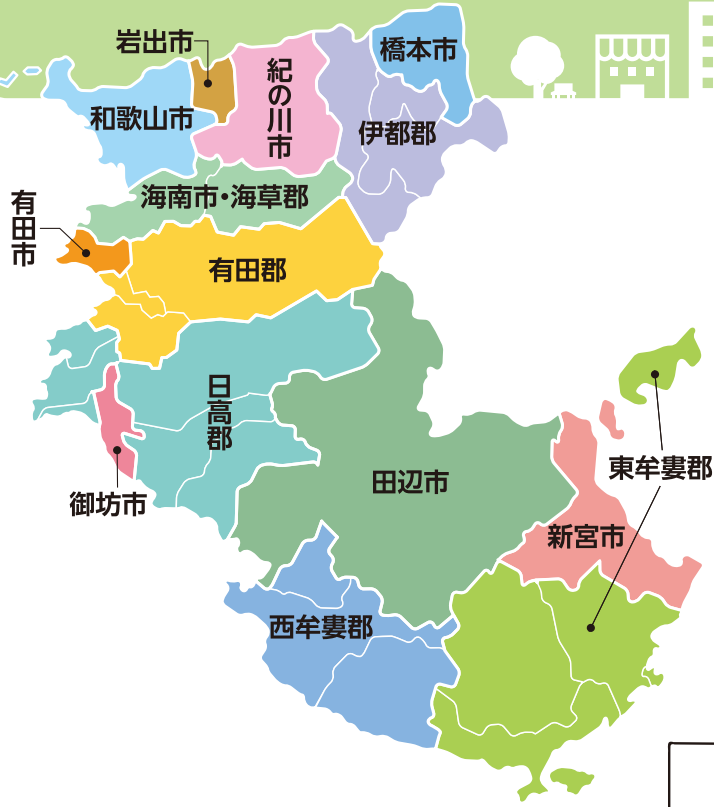 岩出市
橋本市
紀の川市
和歌山市
伊都郡
海南市・海草郡
有田市
有田郡
日高郡
東牟婁郡
田辺市
御坊市
新宮市
西牟婁郡